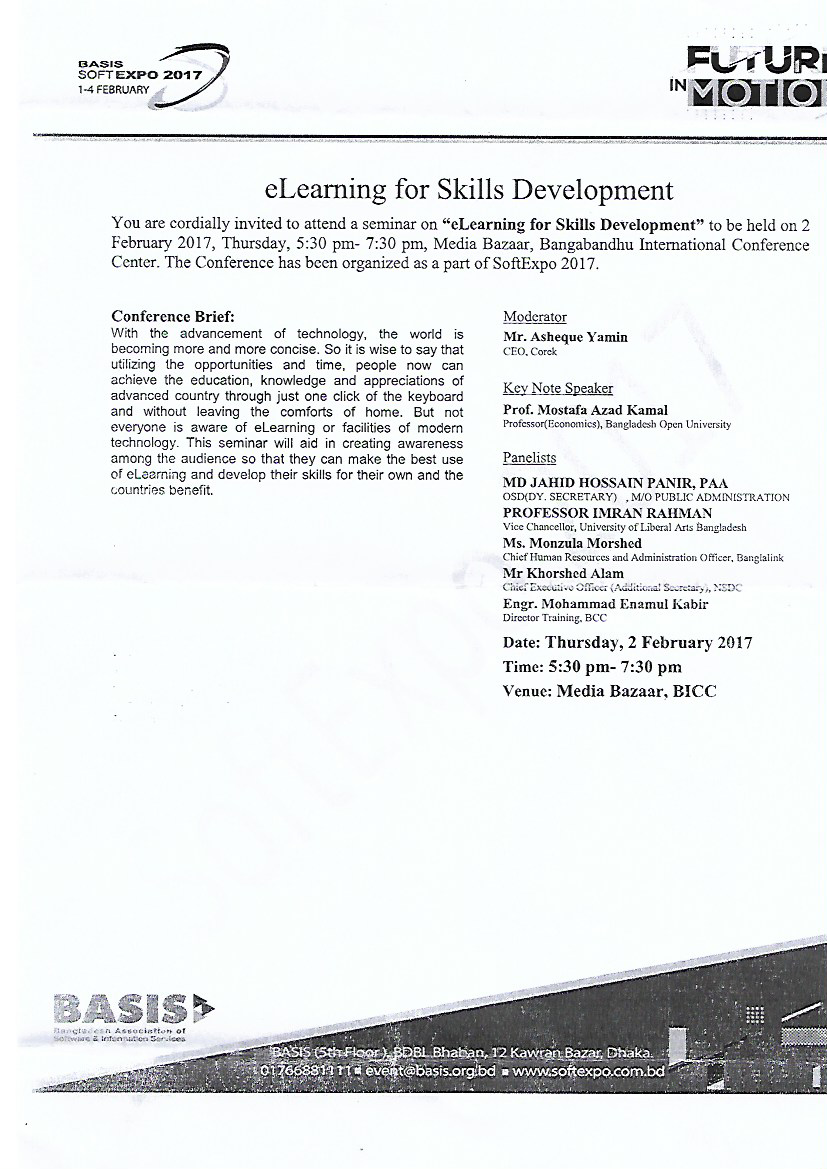 BASIS
SOFTEXPO 2017
1-4 FEBRUARY
FUTUR
IN MOTIO
eLearning for Skills Development
You are cordially invited to attend a seminar on “eLearning for Skills Development” to be held on 2
February 2017, Thursday, 5:30 pm- 7:30 pm, Media Bazaar, Bangabandhu International Conference
Center. The Conference has been organized as a part of SoftExpo 2017.
Conference Brief:
With the advancement of technology, the world is
becoming more and more concise. So it is wise to say that
utilizing the opportunities and time, people now can
achieve the education, knowledge and appreciations of
advanced country through just one click of the keyboard
and without leaving the comforts of home. But not
everyone is aware of eLearning or facilities of modern
technology. This seminar will aid in creating awareness
among the audience so that they can make the best use
of eLearning and develop their skills for their own and the
countries benefit.
Moderator
Mr. Asheque Yamin
CEO, Corek
Key Note Speaker
Prof. Mostafa Azad Kamal
Professor(Economics), Bangladesh Open University
Panelists
MD JAHID HOSSAIN PANIR, PAA
OSD(DY. SECRETARY) , M/O PUBLIC ADMINISTRATION
PROFESSOR IMRAN RAHMAN
Vice Chancellor, University of Liberal Arts Bangladesh
Ms. Monzula Morshed
Chief Human Resources and Administration Officer, Banglalink
Mr Khorshed Alam
Chief Executive Officer (Additional Secretary), NSDC
Engr. Mohammad Enamul Kabir
Director Training, BCC
Date: Thursday, 2 February 2017
Time: 5:30 pm- 7:30 pm
Venue: Media Bazaar, BICC
BASIS
Bangladesh Association of
Software & Information Services
BASIS (5th Floor ), BDBL Bhaban, 12 Kawran Bazar, Dhaka.
01766881111 ■ event@basis.org.bd ■ www.softexpo.com.bd